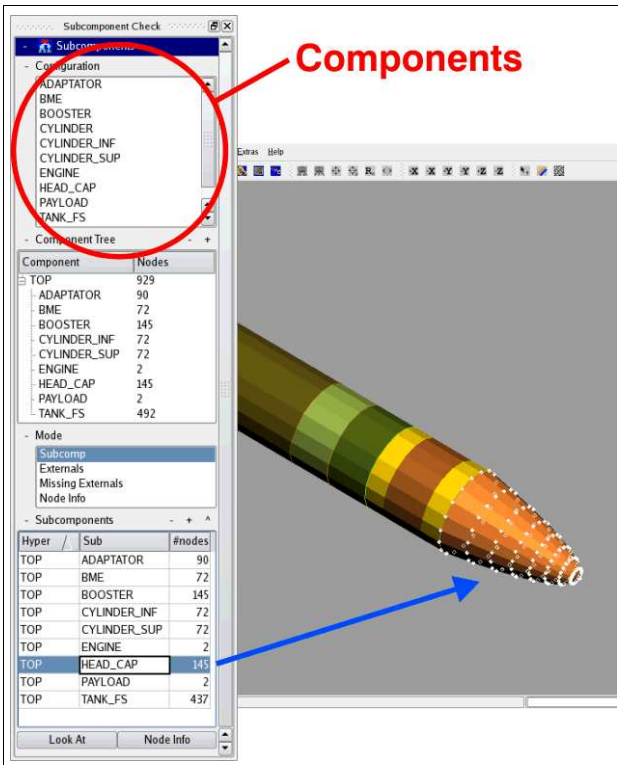 Subcomponent Check
- Subcomponents
Components
- Configuration
ADAPTATOR
BME
BOOSTER
CYLINDER
CYLINDER_INF
CYLINDER_SUP
ENGINE
HEAD_CAP
PAYLOAD
TANK_FS
Extras Help
- Component Tree - +
Component Nodes
TOP 929
ADAPTATOR 90
BME 72
BOOSTER 145
CYLINDER_INF 72
CYLINDER_SUP 72
ENGINE 2
HEAD_CAP 145
PAYLOAD 2
TANK_FS 492
- Mode
Subcomp
Externals
Missing Externals
Node Info
- Subcomponents - + ^
Hyper / Sub #nodes
TOP ADAPTATOR 90
TOP BME 72
TOP BOOSTER 145
TOP CYLINDER_INF 72
TOP CYLINDER_SUP 72
TOP ENGINE 2
TOP HEAD_CAP 145
TOP PAYLOAD 2
TOP TANK_FS 437
Look At Node Info